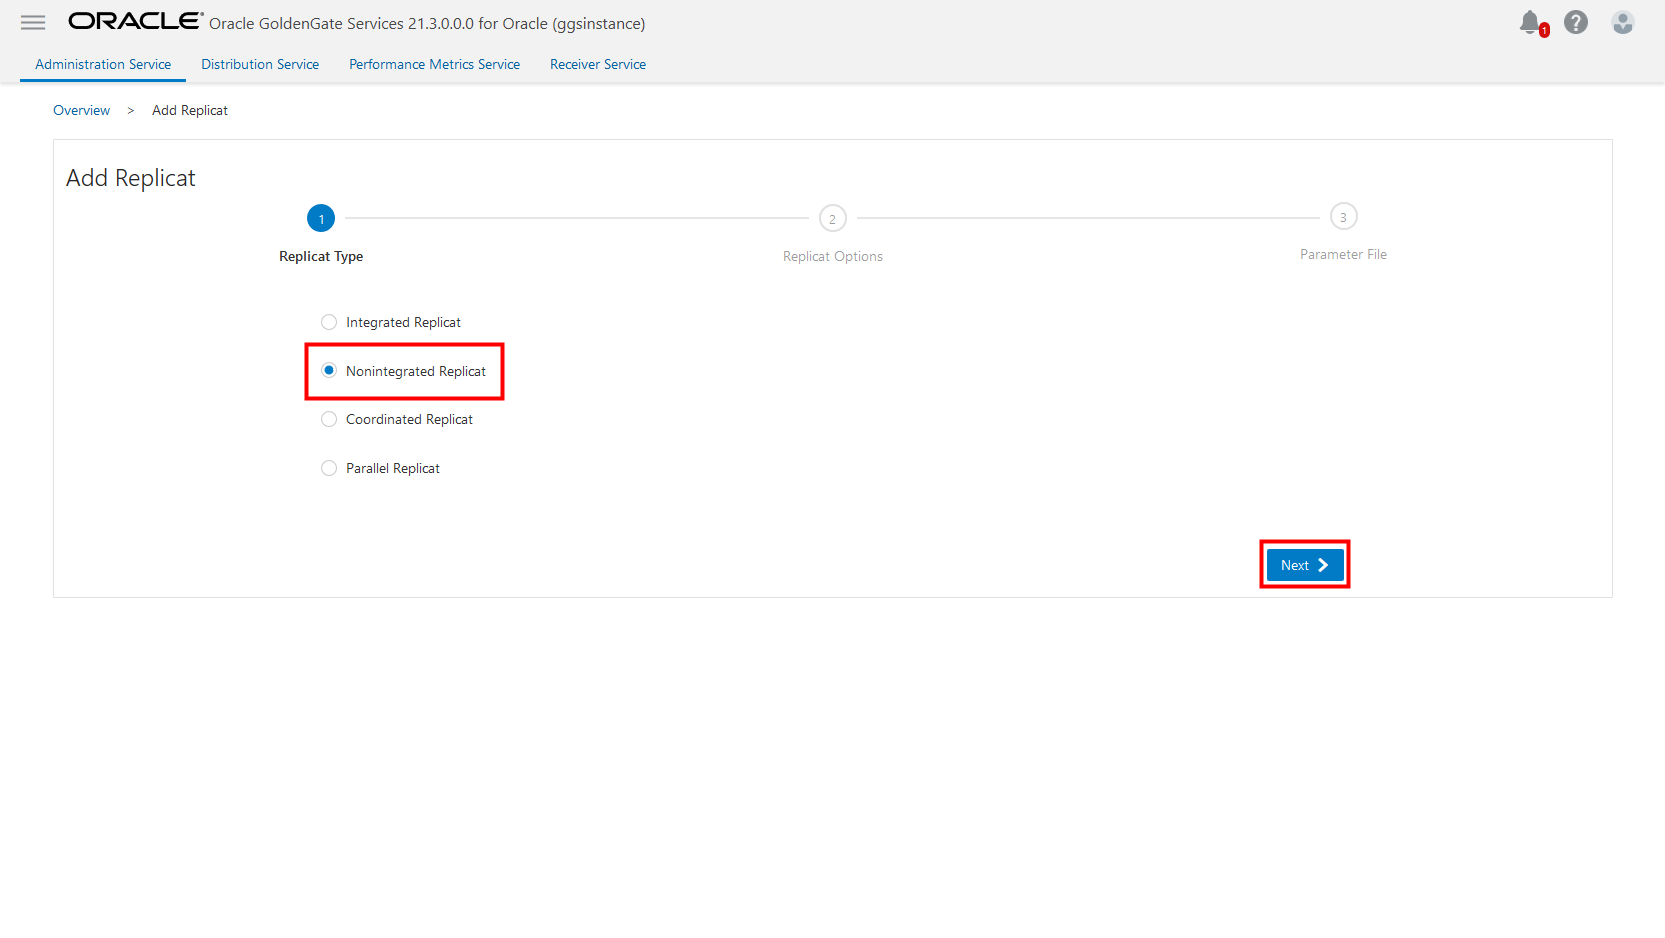 ORACLE Oracle GoldenGate Services 21.3.0.0.0 for Oracle (ggsinstance)
1
Administration Service Distribution Service Performance Metrics Service Receiver Service
Overview > Add Replicat
Add Replicat
1 2 3
Replicat Type Replicat Options Parameter File
Integrated Replicat
Nonintegrated Replicat
Coordinated Replicat
Parallel Replicat
Next